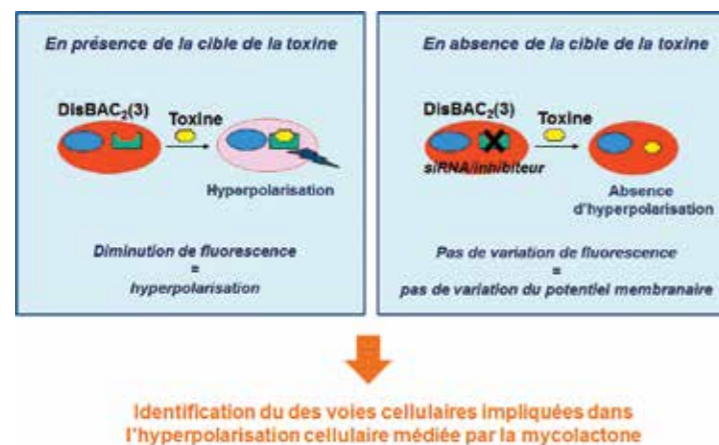 En présence de la cible de la toxine
DisBAC₂(3)
Toxine
Hyperpolarisation
Diminution de fluorescence
=
hyperpolarisation
En absence de la cible de la toxine
DisBAC₂(3)
Toxine
siRNA/inhibiteur
Absence
d'hyperpolarisation
Pas de variation de fluorescence
=
pas de variation du potentiel membranaire
Identification du des voies cellulaires impliquées dans
l'hyperpolarisation cellulaire médiée par la mycolactone